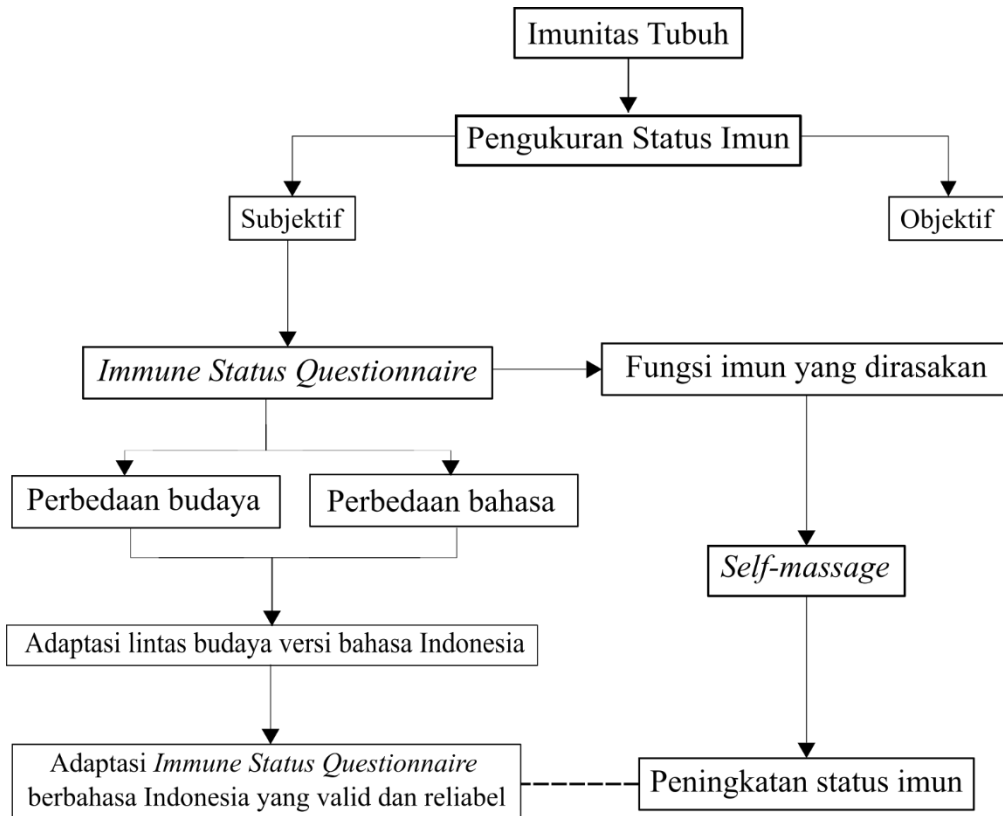 Imunitas Tubuh
Pengukuran Status Imun
Subjektif
Objektif
Immune Status Questionnaire
Fungsi imun yang dirasakan
Perbedaan budaya
Perbedaan bahasa
Self-massage
Adaptasi lintas budaya versi bahasa Indonesia
Adaptasi Immune Status Questionnaire
berbahasa Indonesia yang valid dan reliabel
Peningkatan status imun